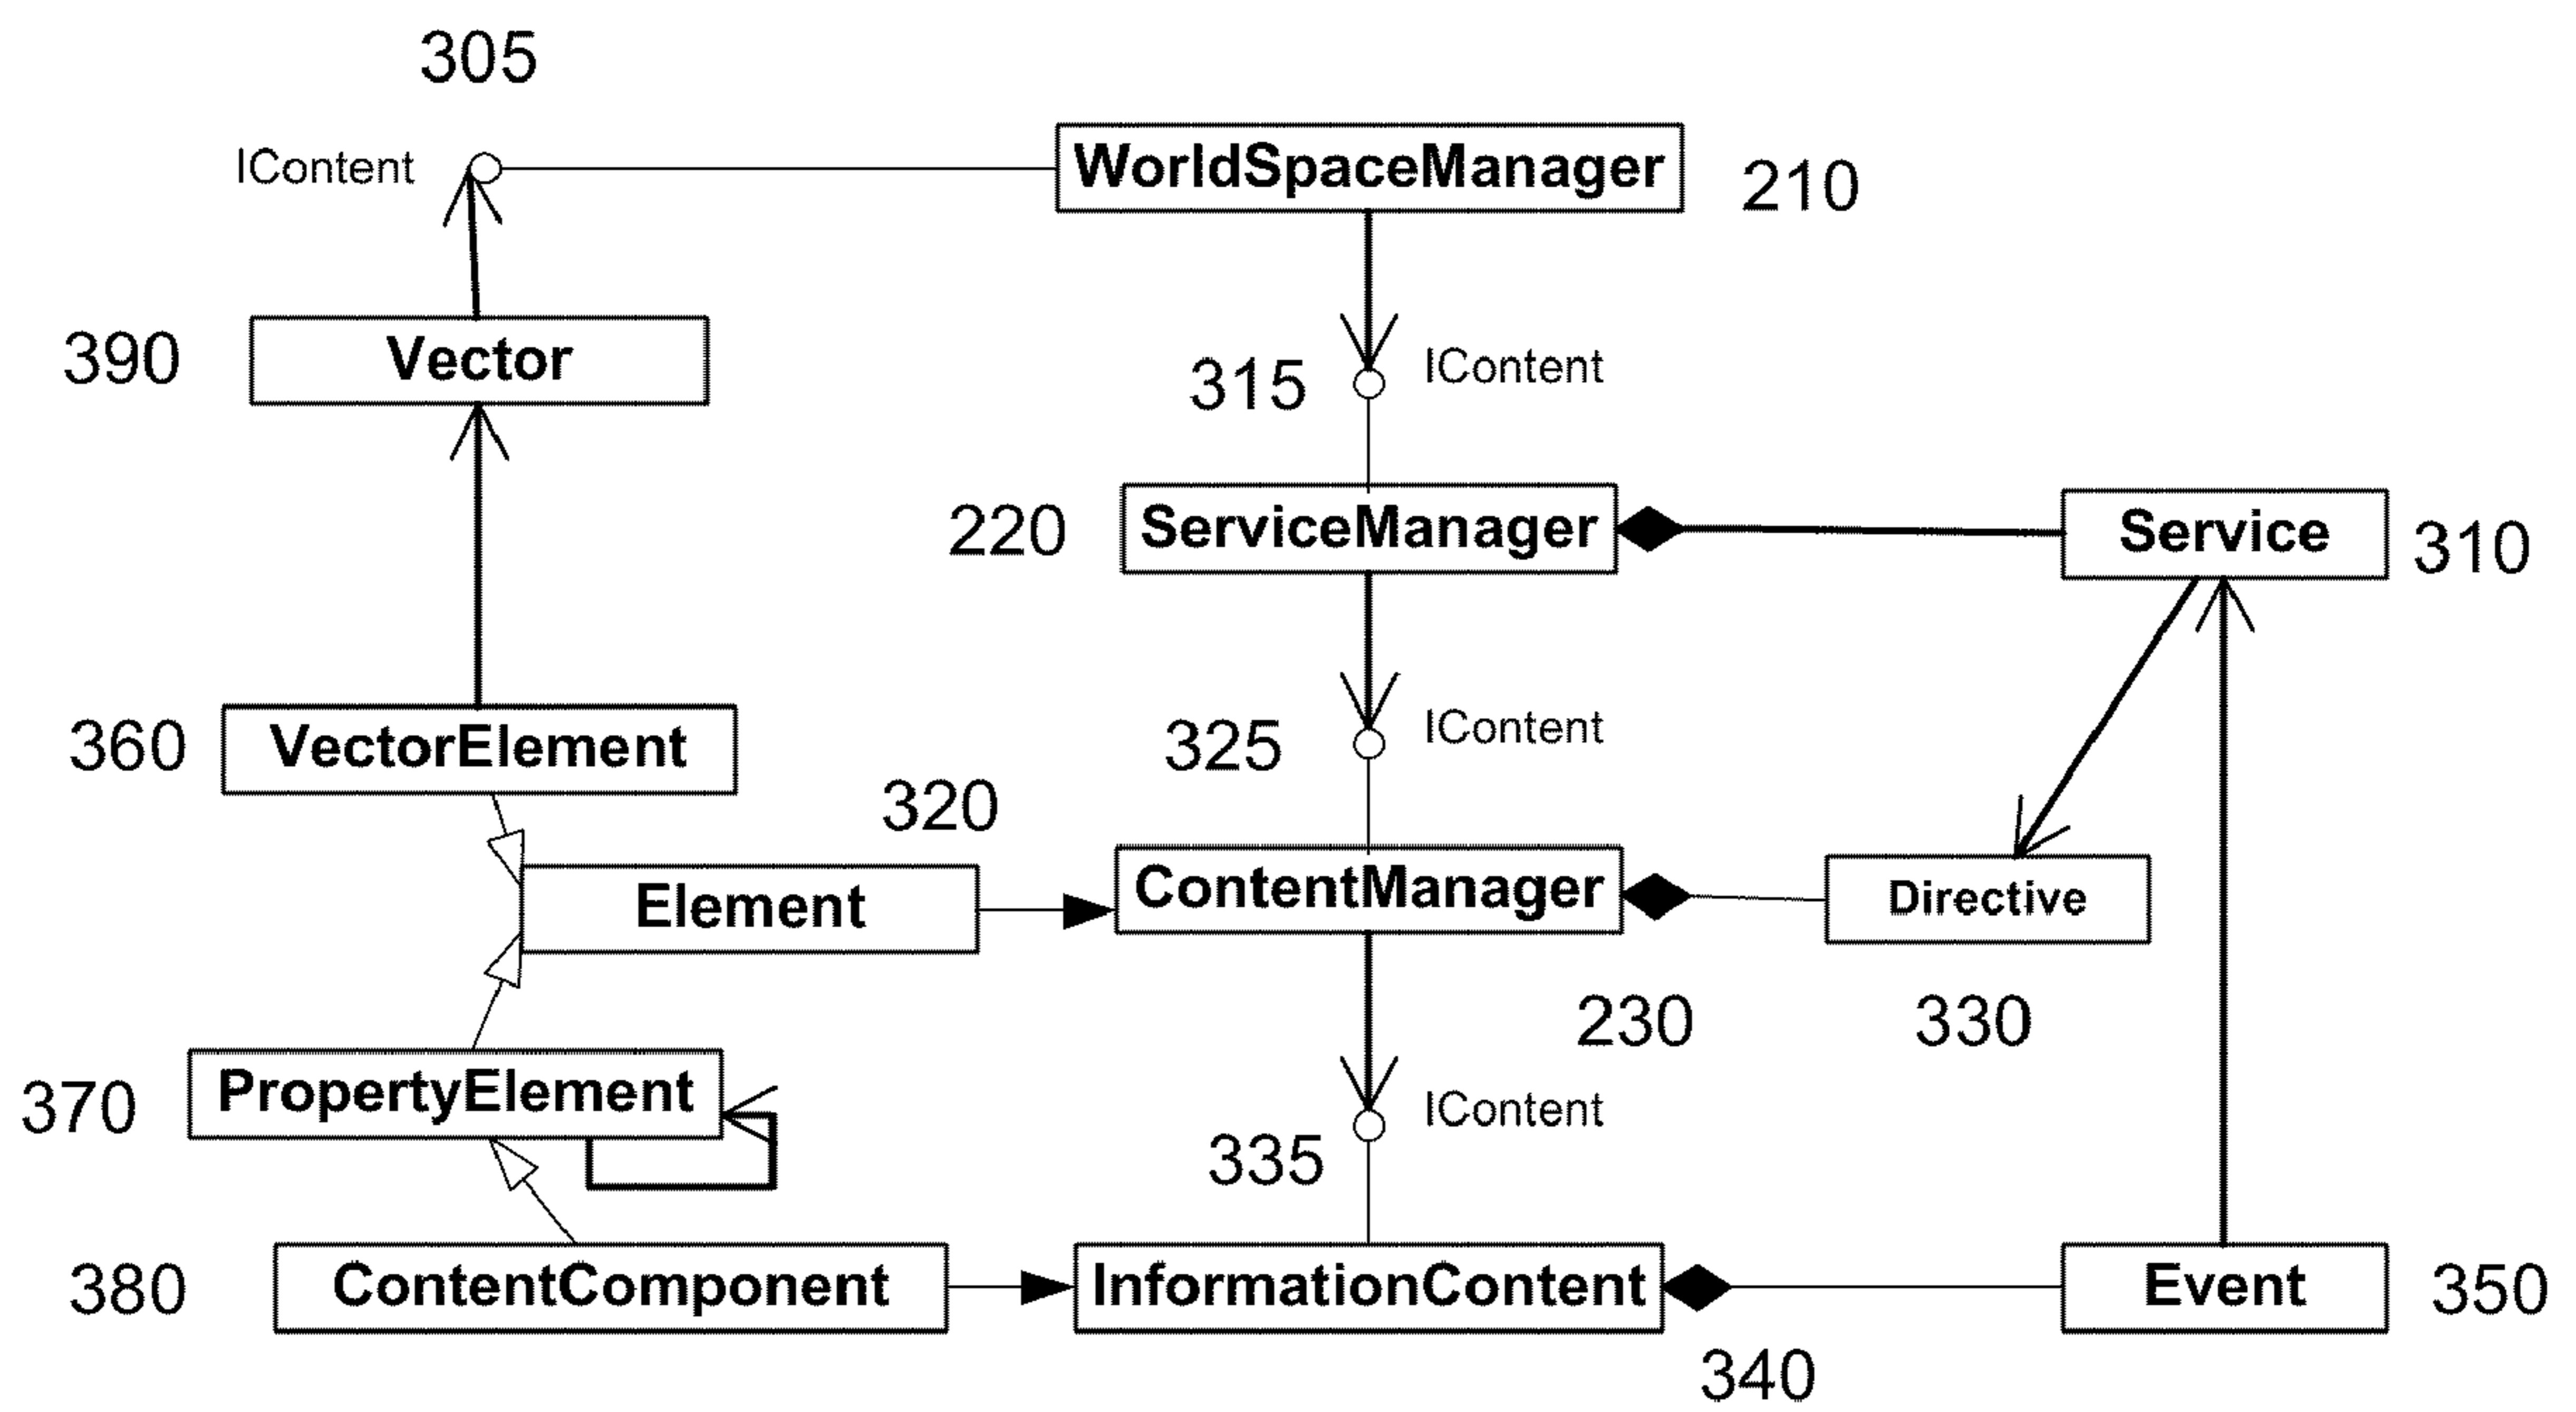 305
IContent
WorldSpaceManager
210
390
Vector
315
IContent
220
ServiceManager
Service
310
360
VectorElement
325
IContent
320
Element
ContentManager
Directive
230
330
370
PropertyElement
335
IContent
380
ContentComponent
InformationContent
Event
350
340